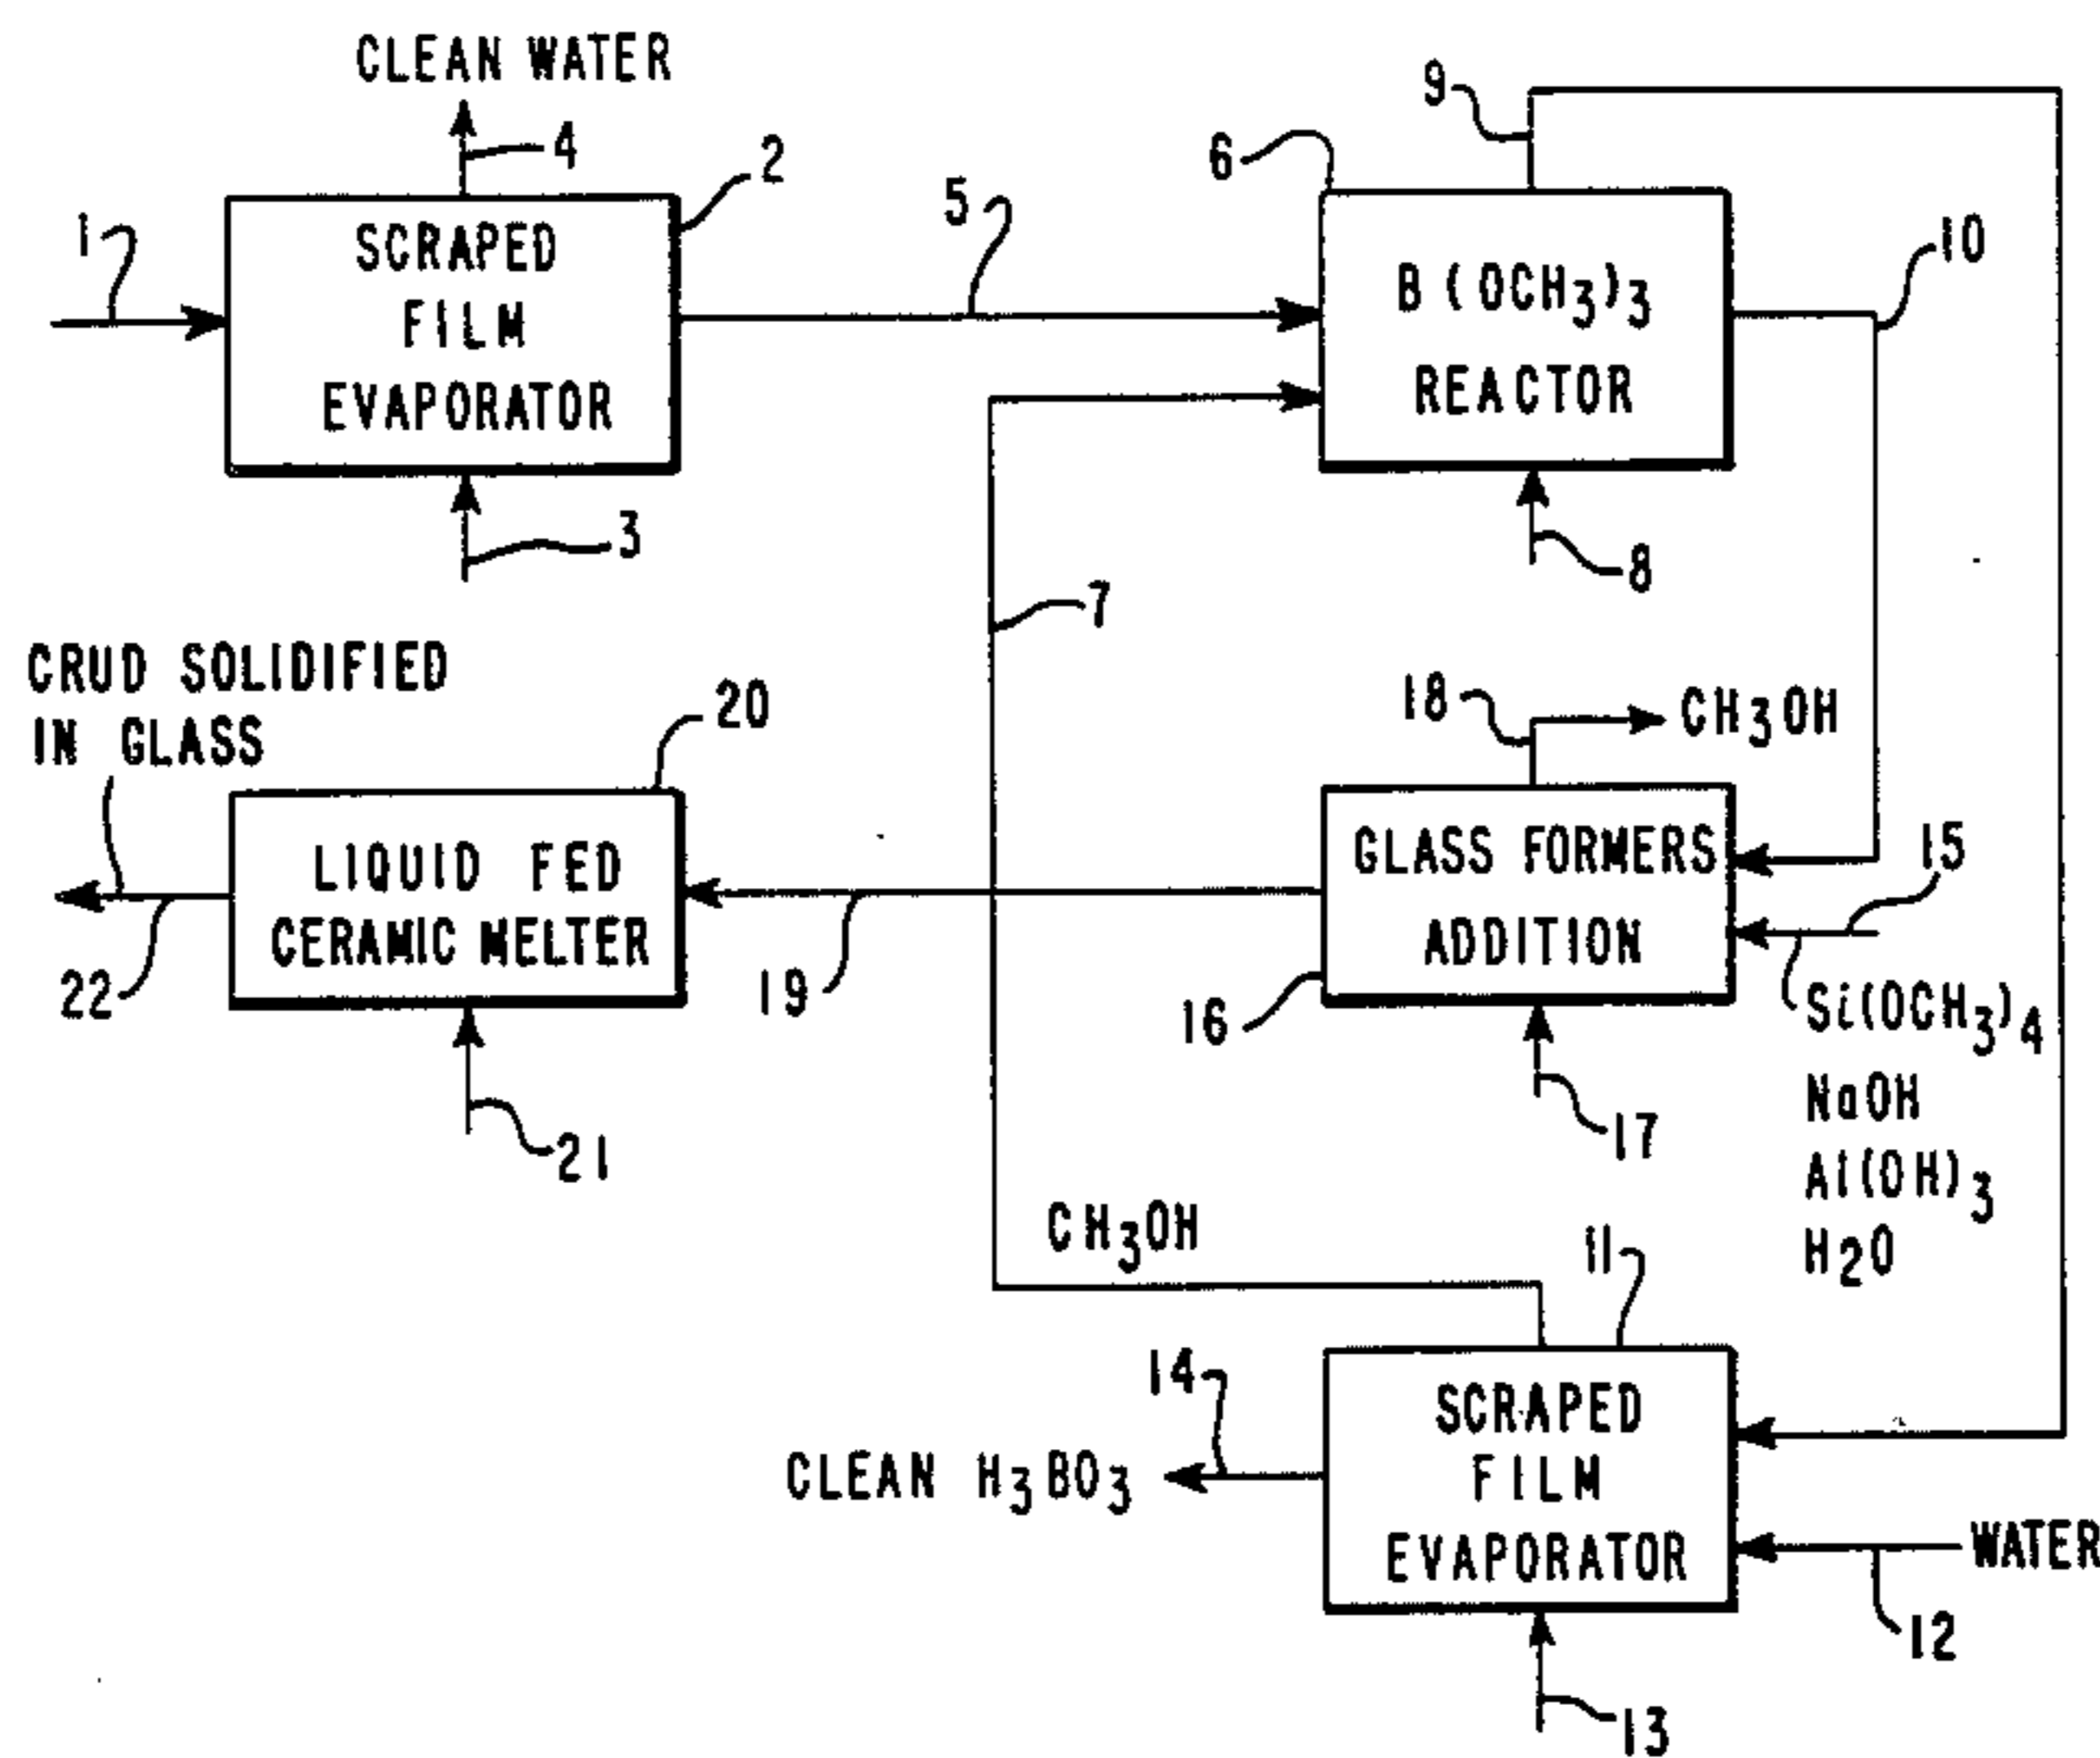 CLEAN WATER
4
2
1
SCRAPED
FILM
EVAPORATOR
3
5
6
9
B(OCH3)3
REACTOR
10
8
7
CRUD SOLIDIFIED
IN GLASS
20
LIQUID FED
CERAMIC MELTER
22
21
19
18
CH3OH
GLASS FORMERS
ADDITION
15
16
17
Si(OCH3)4
NaOH
Al(OH)3
H2O
CH3OH
11
14
CLEAN H3BO3
SCRAPED
FILM
EVAPORATOR
WATER
12
13